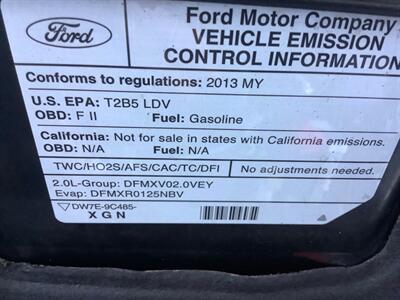 Ford
Ford Motor Company
VEHICLE EMISSION
CONTROL INFORMATION
Conforms to regulations: 2013 MY
U.S. EPA: T2B5 LDV
OBD: F II Fuel: Gasoline
California: Not for sale in states with California emissions.
OBD: N/A Fuel: N/A
TWC/HO2S/AFS/CAC/TC/DFI No adjustments needed.
2.0L-Group: DFMXV02.0VEY
Evap: DFMXR0125NBV
DW7E-9C485-
X G N